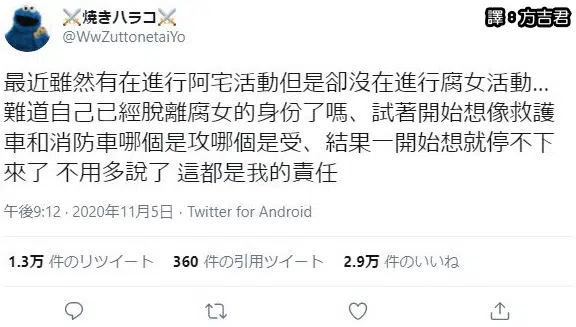 ⚔焼きハラコ⚔
譯:方吉君
@WwZuttonetaiYo
最近雖然有在進行阿宅活動但是卻沒在進行腐女活動…
難道自己已經脫離腐女的身份了嗎、試著開始想像救護
車和消防車哪個是攻哪個是受、結果一開始想就停不下
來了 不用多說了 這都是我的責任
午後9:12 · 2020年11月5日 · Twitter for Android
1.3万 件のリツイート 360 件の引用ツイート 2.9万 件のいいね